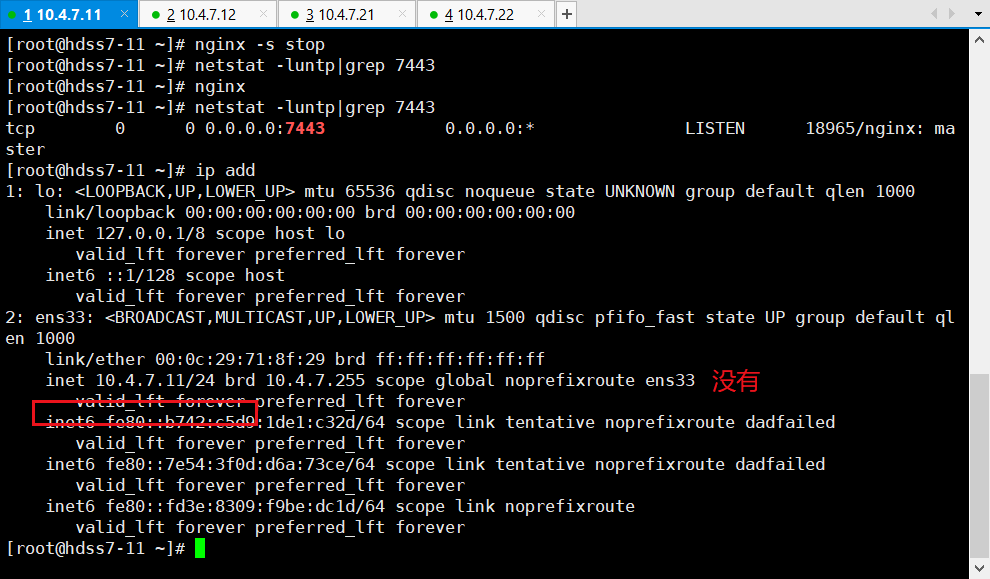 1 10.4.7.11 × 2 10.4.7.12 × 3 10.4.7.21 × 4 10.4.7.22 × +
[root@hdss7-11 ~]# nginx -s stop
[root@hdss7-11 ~]# netstat -luntp|grep 7443
[root@hdss7-11 ~]# nginx
[root@hdss7-11 ~]# netstat -luntp|grep 7443
tcp        0      0 0.0.0.0:7443            0.0.0.0:*               LISTEN      18965/nginx: ma
ster
[root@hdss7-11 ~]# ip add
1: lo: <LOOPBACK,UP,LOWER_UP> mtu 65536 qdisc noqueue state UNKNOWN group default qlen 1000
    link/loopback 00:00:00:00:00:00 brd 00:00:00:00:00:00
    inet 127.0.0.1/8 scope host lo
       valid_lft forever preferred_lft forever
    inet6 ::1/128 scope host
       valid_lft forever preferred_lft forever
2: ens33: <BROADCAST,MULTICAST,UP,LOWER_UP> mtu 1500 qdisc pfifo_fast state UP group default ql
en 1000
    link/ether 00:0c:29:71:8f:29 brd ff:ff:ff:ff:ff:ff
    inet 10.4.7.11/24 brd 10.4.7.255 scope global noprefixroute ens33 没有
       valid_lft forever preferred_lft forever
    inet6 fe80::b742:c5d9:1de1:c32d/64 scope link tentative noprefixroute dadfailed
       valid_lft forever preferred_lft forever
    inet6 fe80::7e54:3f0d:d6a:73ce/64 scope link tentative noprefixroute dadfailed
       valid_lft forever preferred_lft forever
    inet6 fe80::fd3e:8309:f9be:dc1d/64 scope link noprefixroute
       valid_lft forever preferred_lft forever
[root@hdss7-11 ~]#